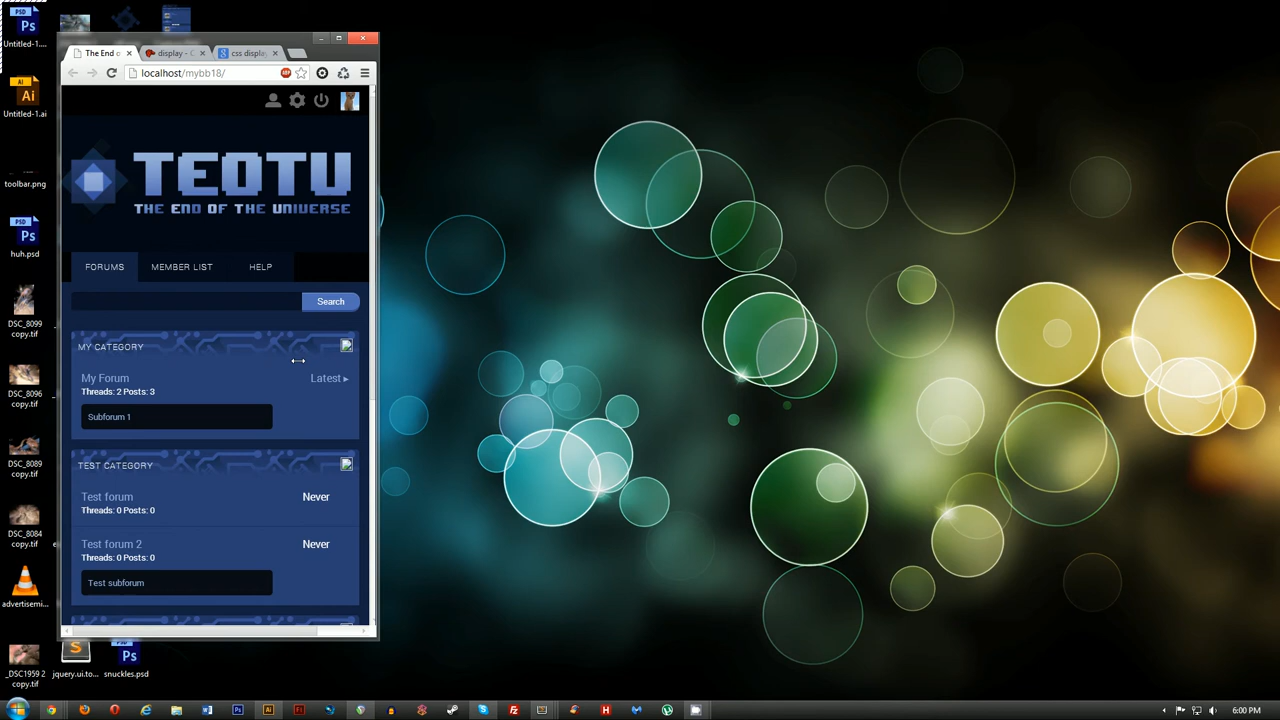 Untitled-1....
Untitled-1.ai
toolbar.png
huh.psd
DSC_8099 copy.tif
DSC_8096 copy.tif
DSC_8089 copy.tif
DSC_8084 copy.tif
advertisemi...
_DSC1959 2 copy.tif
jquery.ui.to...
snuckles.psd
The End o
display - C
css display
localhost/mybb18/
TEOTU
THE END OF THE UNIVERSE
FORUMS MEMBER LIST HELP
Search
MY CATEGORY
My Forum Latest ▸
Threads: 2 Posts: 3
Subforum 1
TEST CATEGORY
Test forum Never
Threads: 0 Posts: 0
Test forum 2 Never
Threads: 0 Posts: 0
Test subforum
6:00 PM